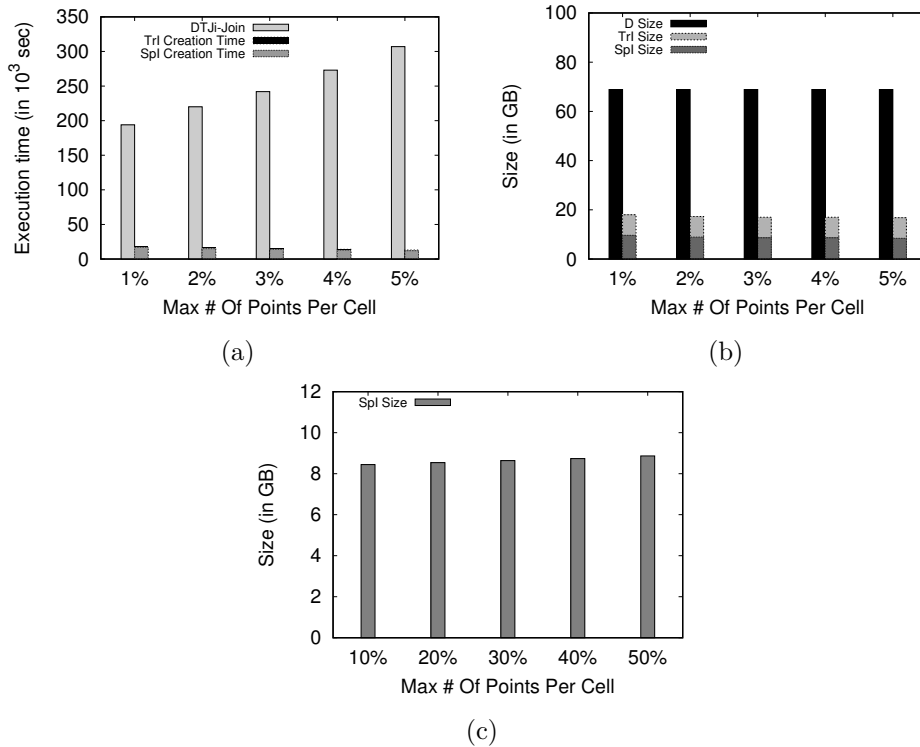 DTJi-Join
TrI Creation Time
SpI Creation Time
Execution time (in 10³ sec)
350
300
250
200
150
100
50
0
1% 2% 3% 4% 5%
Max # Of Points Per Cell
(a)
D Size
TrI Size
SpI Size
Size (in GB)
100
80
60
40
20
0
1% 2% 3% 4% 5%
Max # Of Points Per Cell
(b)
SpI Size
Size (in GB)
12
10
8
6
4
2
0
10% 20% 30% 40% 50%
Max # Of Points Per Cell
(c)